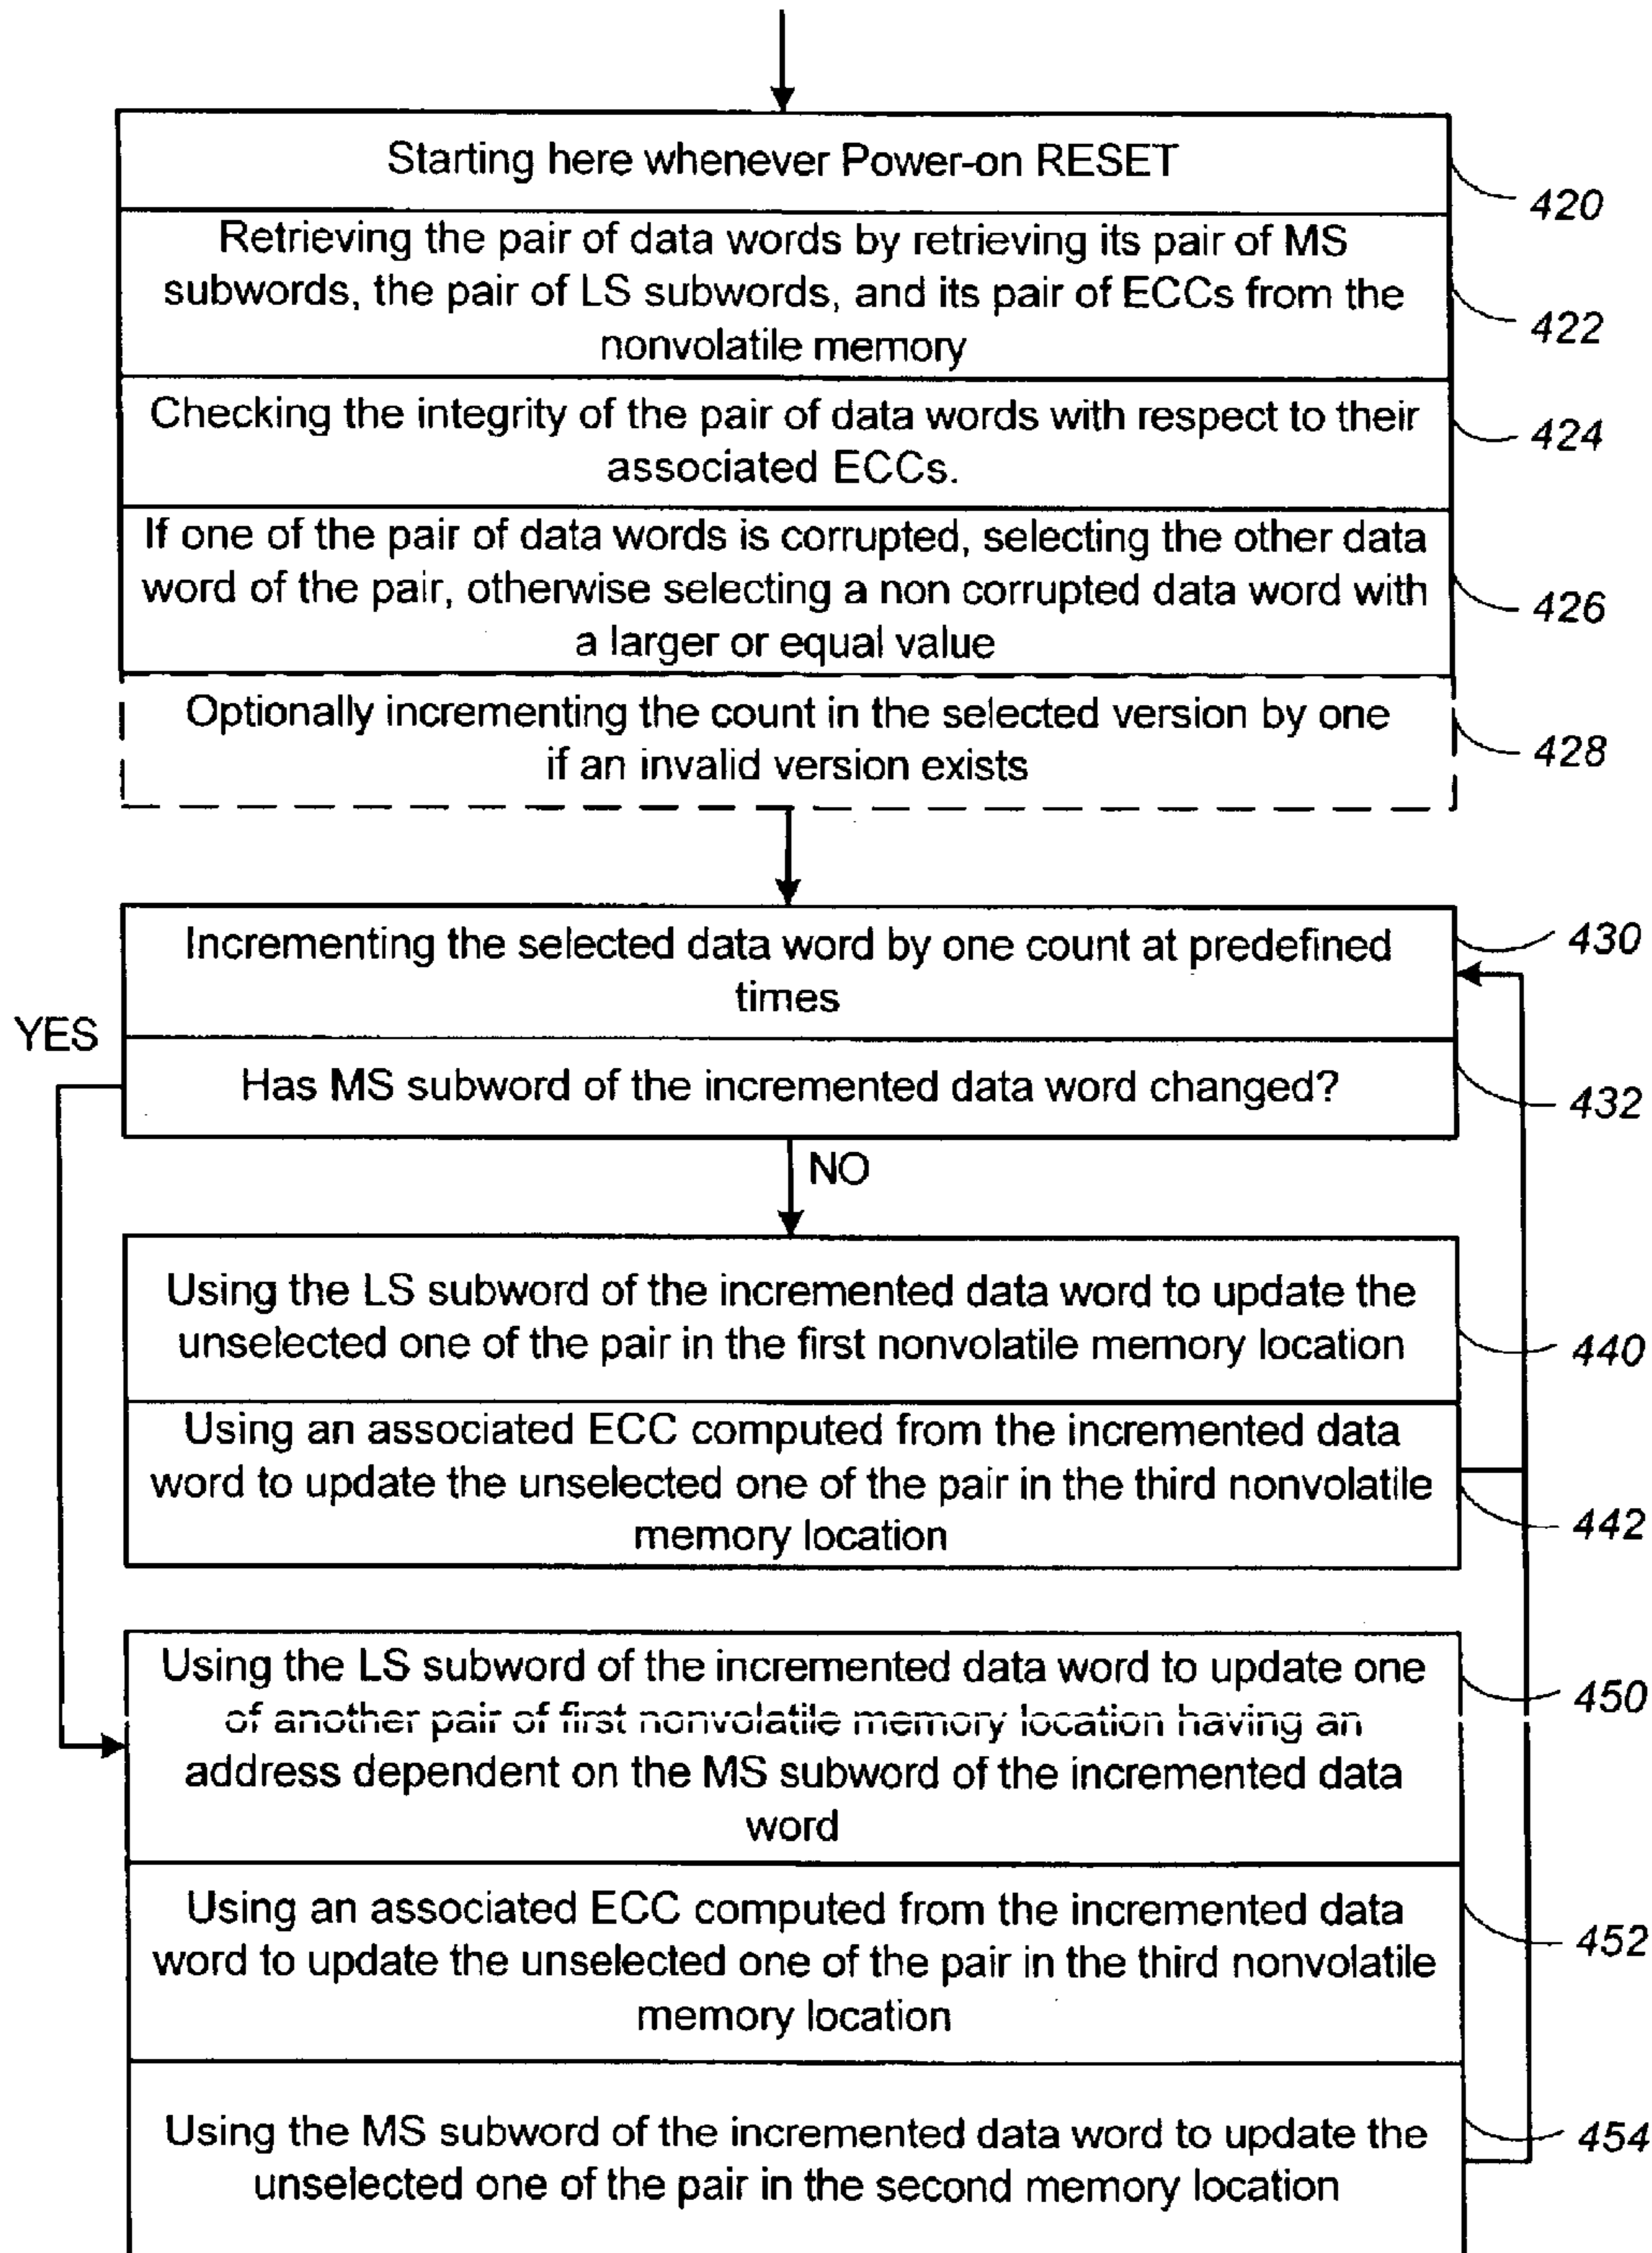 Starting here whenever Power-on RESET
420
Retrieving the pair of data words by retrieving its pair of MS
subwords, the pair of LS subwords, and its pair of ECCs from the
nonvolatile memory
422
Checking the integrity of the pair of data words with respect to their
associated ECCs.
424
If one of the pair of data words is corrupted, selecting the other data
word of the pair, otherwise selecting a non corrupted data word with
a larger or equal value
426
Optionally incrementing the count in the selected version by one
if an invalid version exists
428
Incrementing the selected data word by one count at predefined
times
430
YES
Has MS subword of the incremented data word changed?
432
NO
Using the LS subword of the incremented data word to update the
unselected one of the pair in the first nonvolatile memory location
440
Using an associated ECC computed from the incremented data
word to update the unselected one of the pair in the third nonvolatile
memory location
442
Using the LS subword of the incremented data word to update one
of another pair of first nonvolatile memory location having an
address dependent on the MS subword of the incremented data
word
450
Using an associated ECC computed from the incremented data
word to update the unselected one of the pair in the third nonvolatile
memory location
452
Using the MS subword of the incremented data word to update the
unselected one of the pair in the second memory location
454